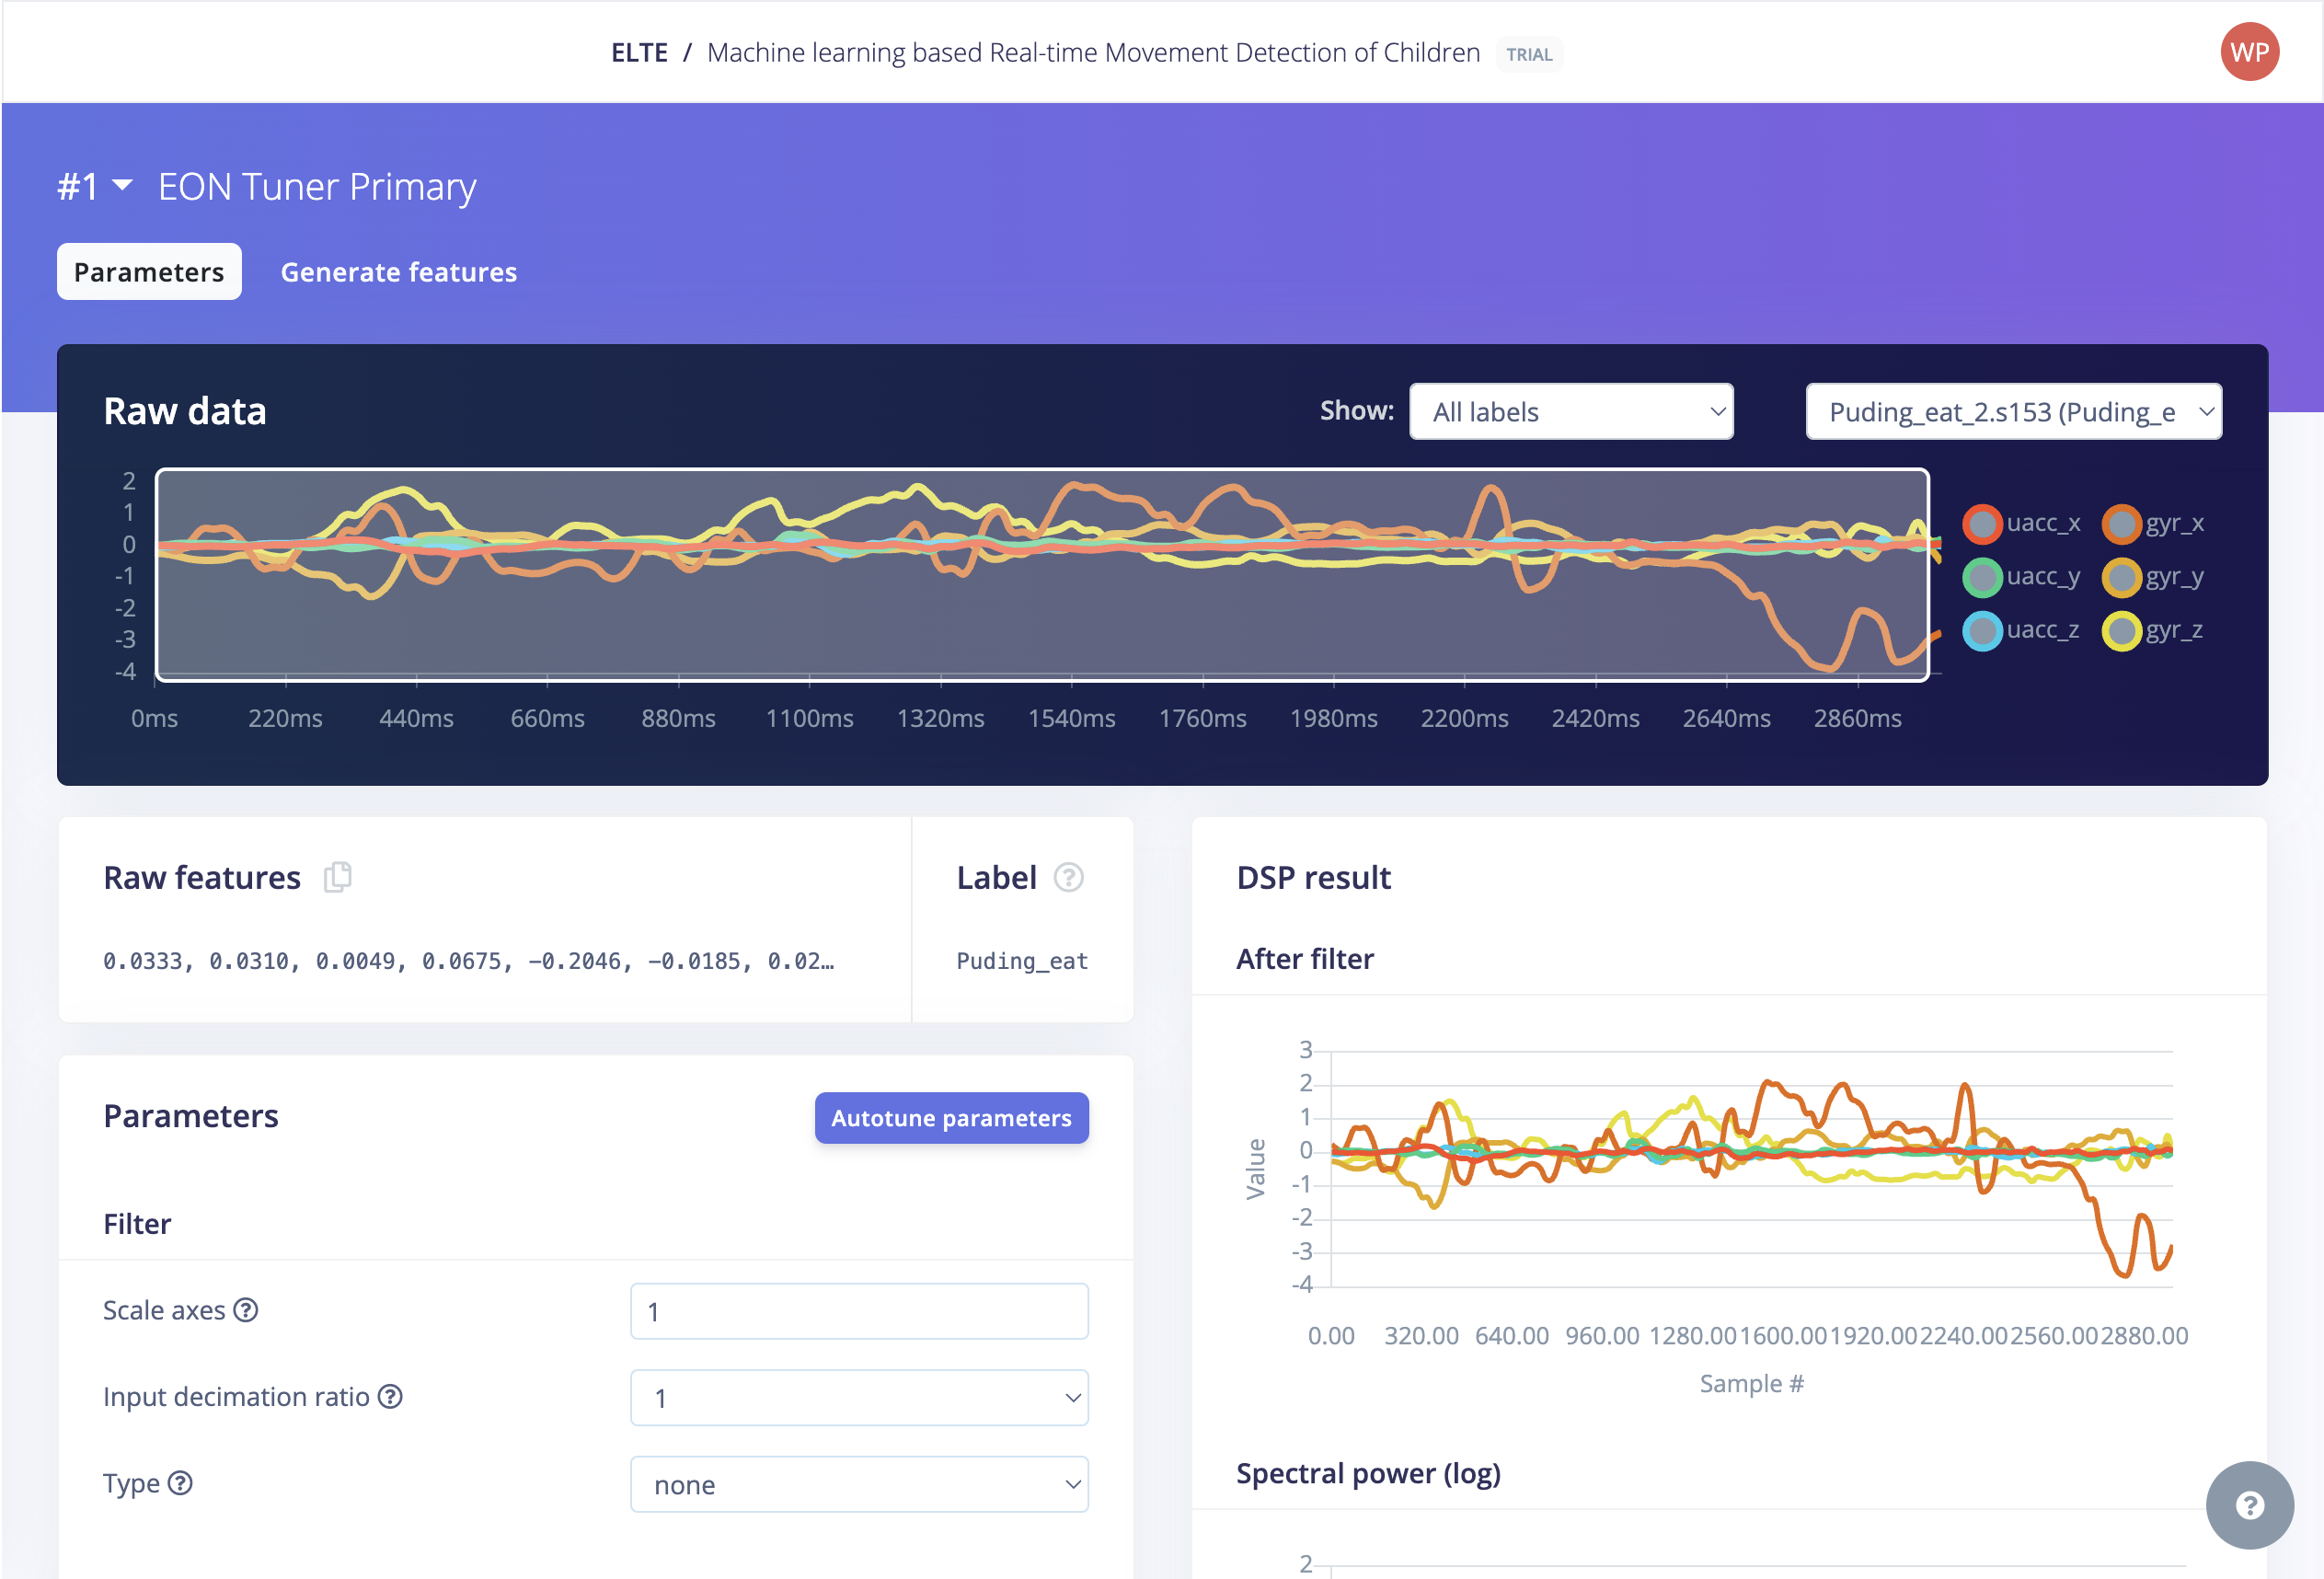 ELTE / Machine learning based Real-time Movement Detection of Children TRIAL
WP
#1 EON Tuner Primary
Parameters Generate features
Raw data
Show: All labels Puding_eat_2.s153 (Puding_e
2
1
0
-1
-2
-3
-4
0ms 220ms 440ms 660ms 880ms 1100ms 1320ms 1540ms 1760ms 1980ms 2200ms 2420ms 2640ms 2860ms
uacc_x gyr_x
uacc_y gyr_y
uacc_z gyr_z
Raw features
0.0333, 0.0310, 0.0049, 0.0675, -0.2046, -0.0185, 0.02…
Label ?
Puding_eat
Parameters Autotune parameters
Filter
Scale axes ? 1
Input decimation ratio ? 1
Type ? none
DSP result
After filter
3
2
1
0
-1
-2
-3
-4
Value
0.00 320.00 640.00 960.00 1280.00 1600.00 1920.00 2240.00 2560.00 2880.00
Sample #
Spectral power (log)
2
?